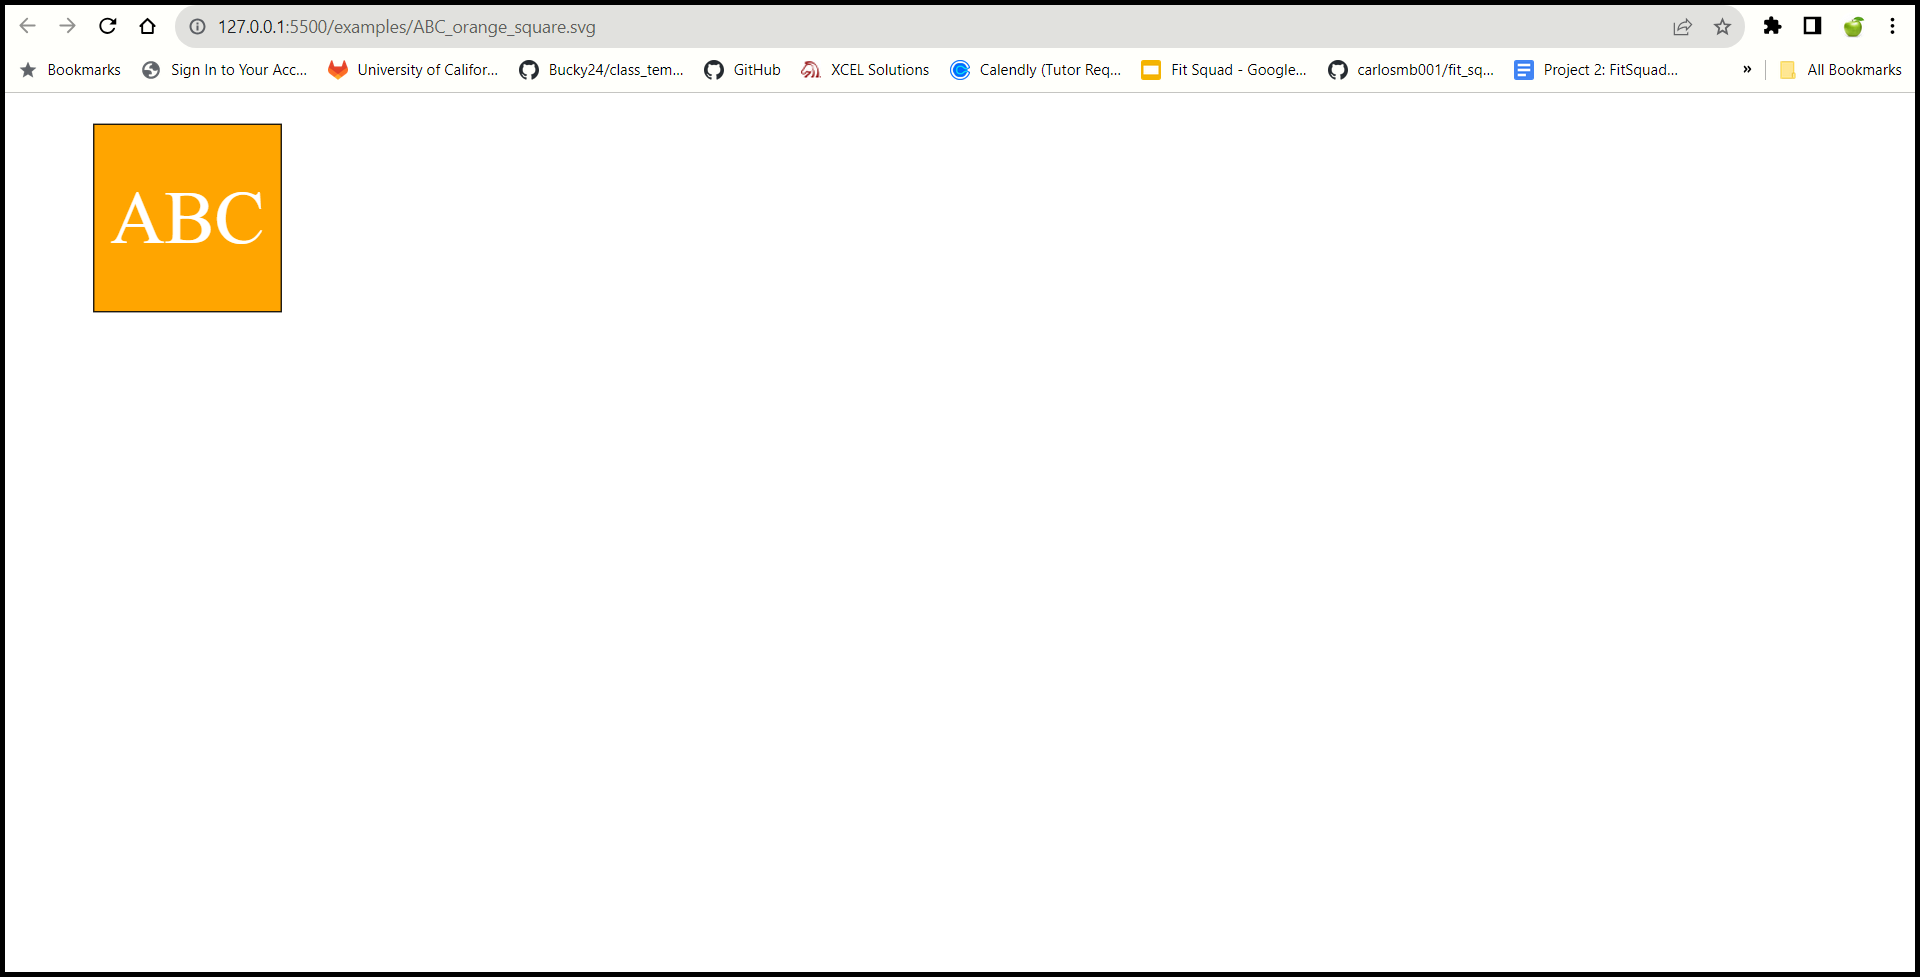 127.0.0.1:5500/examples/ABC_orange_square.svg
Bookmarks Sign In to Your Acc... University of Califor... Bucky24/class_tem... GitHub XCEL Solutions Calendly (Tutor Req... Fit Squad - Google... carlosmb001/fit_sq... Project 2: FitSquad... » All Bookmarks
ABC